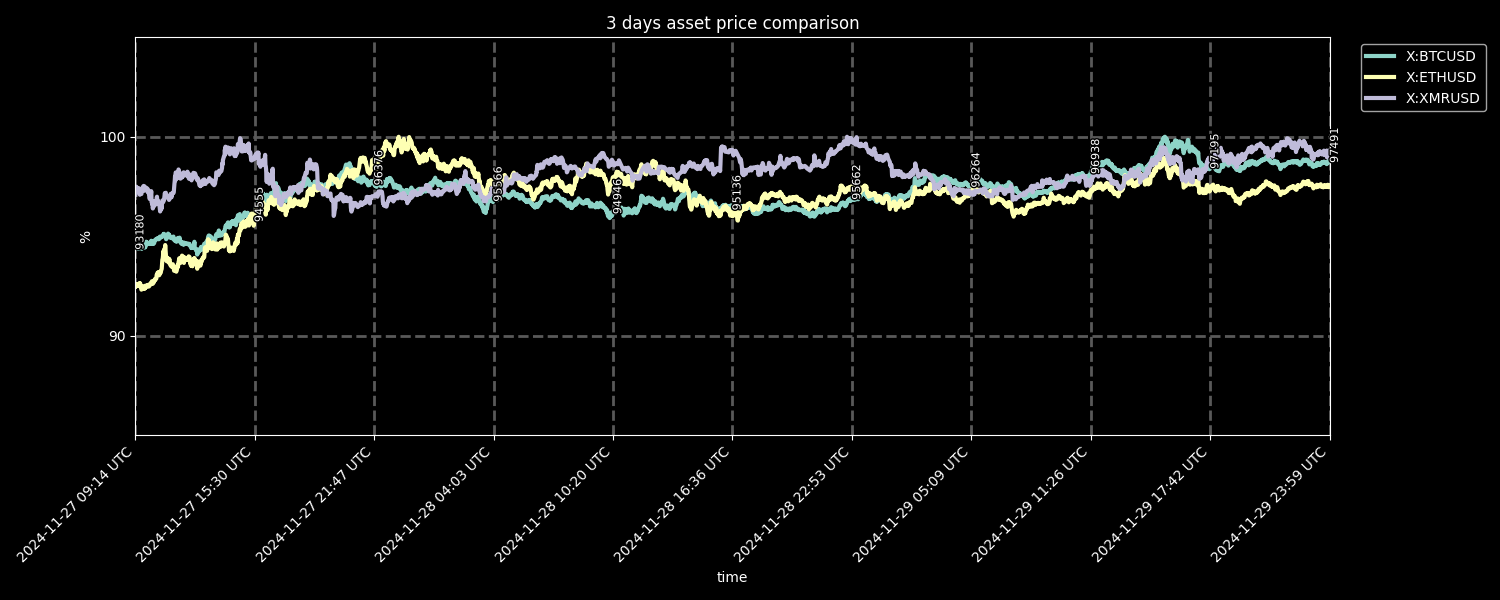 3 days asset price comparison
X:BTCUSD
X:ETHUSD
X:XMRUSD
%
100
90
93180
94555
96376
95566
94946
95136
95662
96264
96938
97195
97491
2024-11-27 09:14 UTC
2024-11-27 15:30 UTC
2024-11-27 21:47 UTC
2024-11-28 04:03 UTC
2024-11-28 10:20 UTC
2024-11-28 16:36 UTC
2024-11-28 22:53 UTC
2024-11-29 05:09 UTC
2024-11-29 11:26 UTC
2024-11-29 17:42 UTC
2024-11-29 23:59 UTC
time